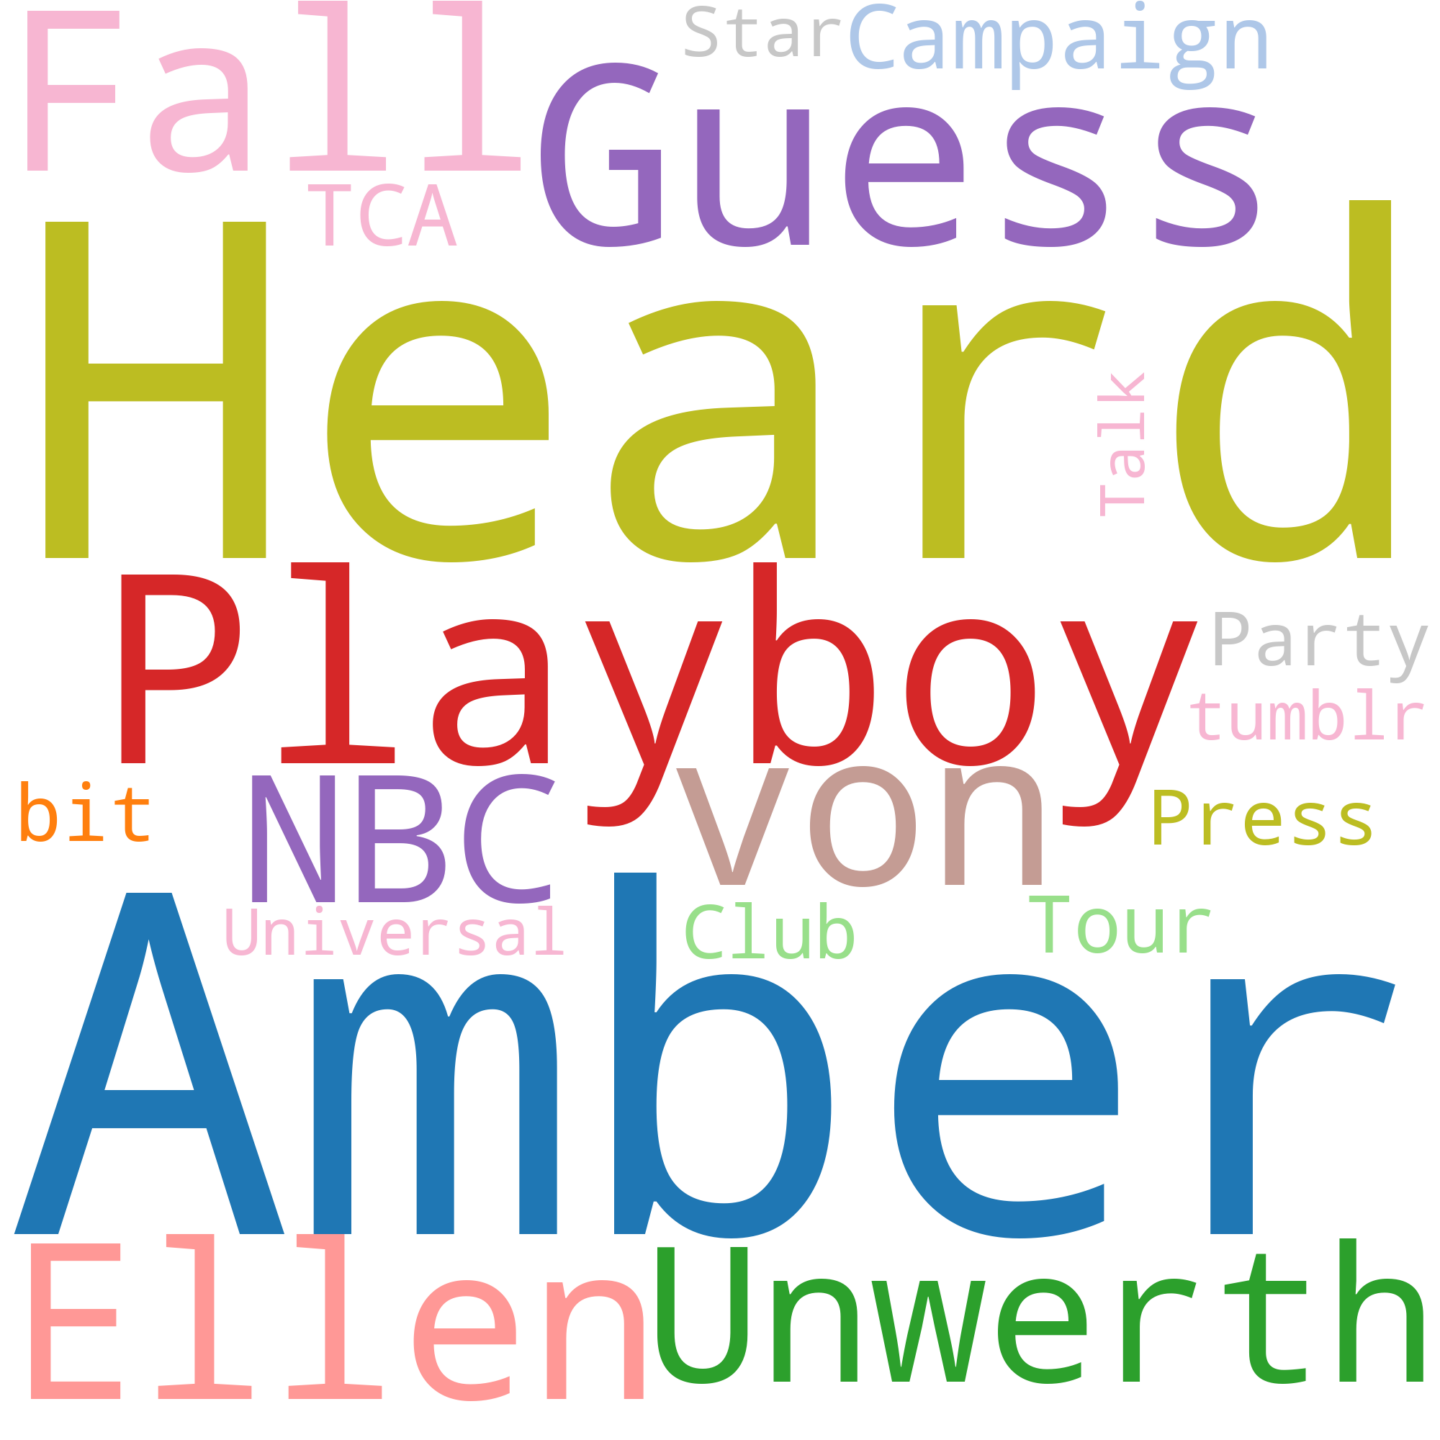 Star Campaign
Fall Guess
TCA
Heard
Talk
Playboy
Party
tumblr
bit NBC von Press
Universal Club Tour
Amber
Ellen Unwerth